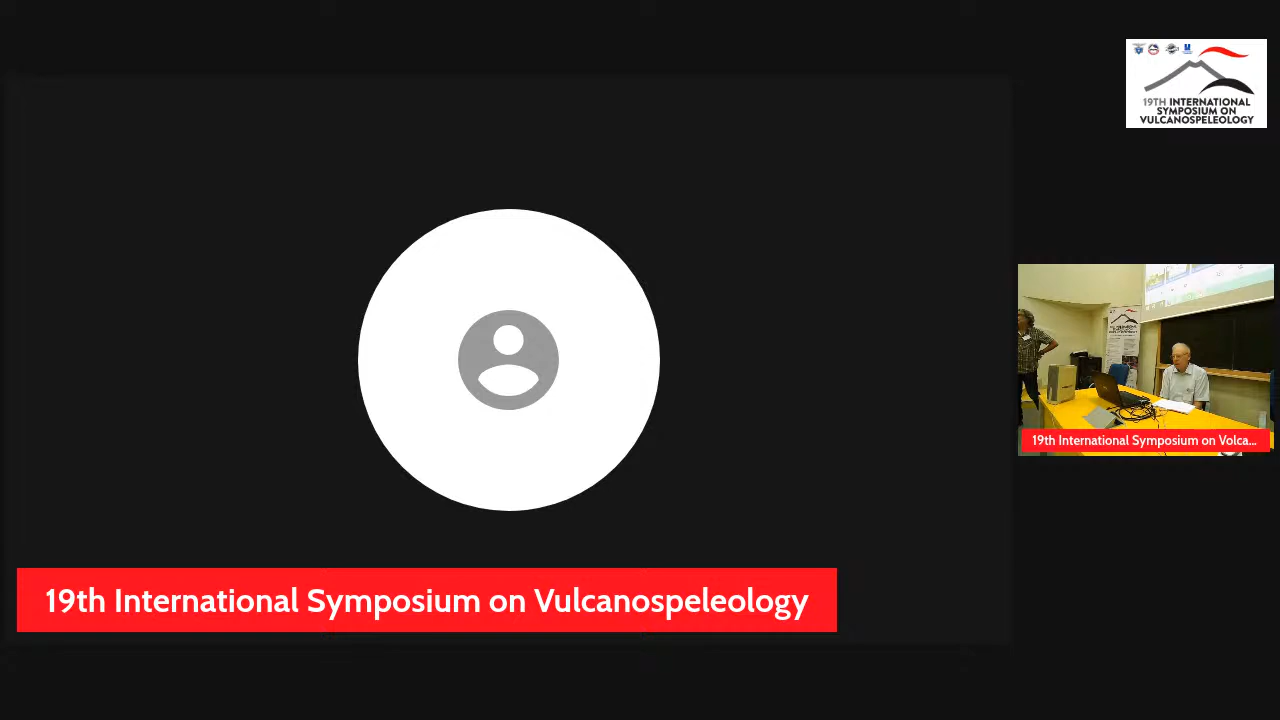 19TH INTERNATIONAL
SYMPOSIUM ON
VULCANOSPELEOLOGY
19th International Symposium on Volca...
19th International Symposium on Vulcanospeleology